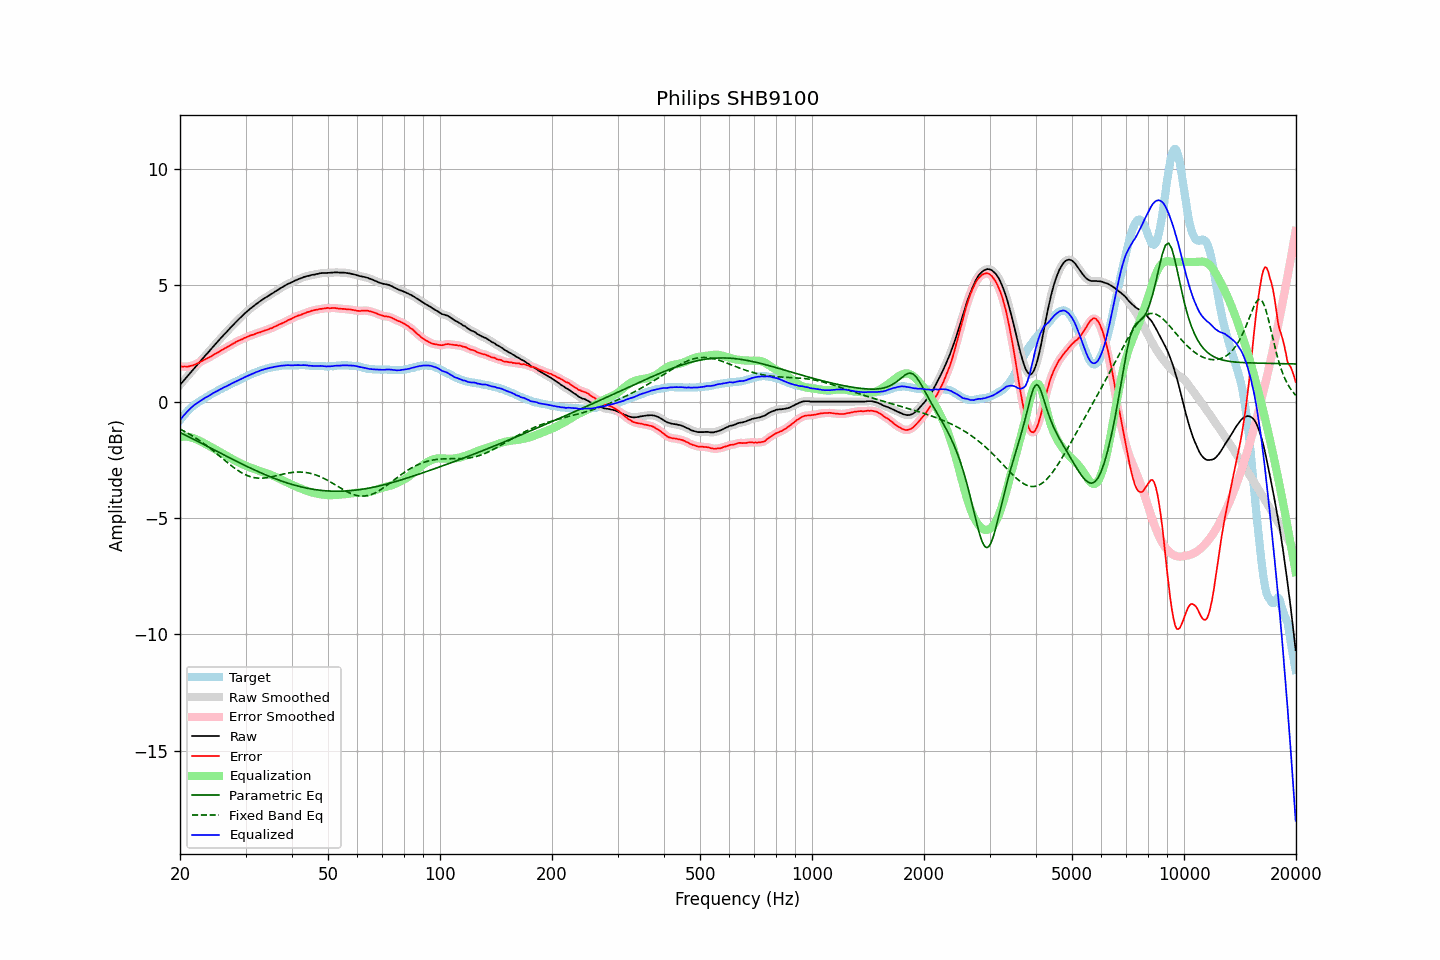 Philips SHB9100
Amplitude (dBr)
10
5
0
−5
−10
−15
Target
Raw Smoothed
Error Smoothed
Raw
Error
Equalization
Parametric Eq
Fixed Band Eq
Equalized
20 50 100 200 500 1000 2000 5000 10000 20000
Frequency (Hz)